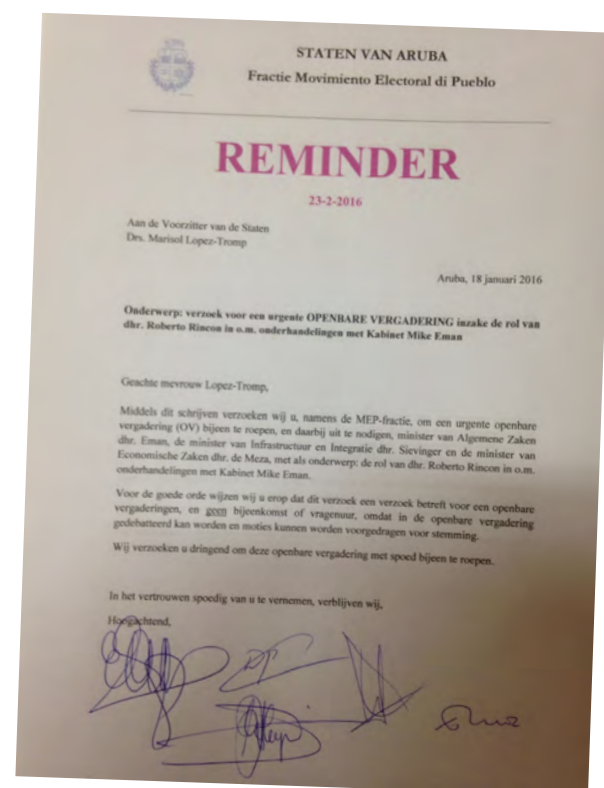 STATEN VAN ARUBA
Fractie Movimiento Electoral di Pueblo
REMINDER
23-2-2016
Aan de Voorzitter van de Staten
Drs. Marisol Lopez-Tromp
Aruba, 18 januari 2016
Onderwerp: verzoek voor een urgente OPENBARE VERGADERING inzake de rol van
dhr. Roberto Rincon in o.m. onderhandelingen met Kabinet Mike Eman
Geachte mevrouw Lopez-Tromp,
Middels dit schrijven verzoeken wij u, namens de MEP-fractie, om een urgente openbare
vergadering (OV) bijeen te roepen, en daarbij uit te nodigen, minister van Algemene Zaken
dhr. Eman, de minister van Infrastructuur en Integratie dhr. Sievinger en de minister van
Economische Zaken dhr. de Meza, met als onderwerp: de rol van dhr. Roberto Rincon in o.m.
onderhandelingen met Kabinet Mike Eman.
Voor de goede orde wijzen wij u erop dat dit verzoek een verzoek betreft voor een openbare
vergaderingen, en geen bijeenkomst of vragenuur, omdat in de openbare vergadering
gedebatteerd kan worden en moties kunnen worden voorgedragen voor stemming.
Wij verzoeken u dringend om deze openbare vergadering met spoed bijeen te roepen.
In het vertrouwen spoedig van u te vernemen, verblijven wij,
Hoogachtend,